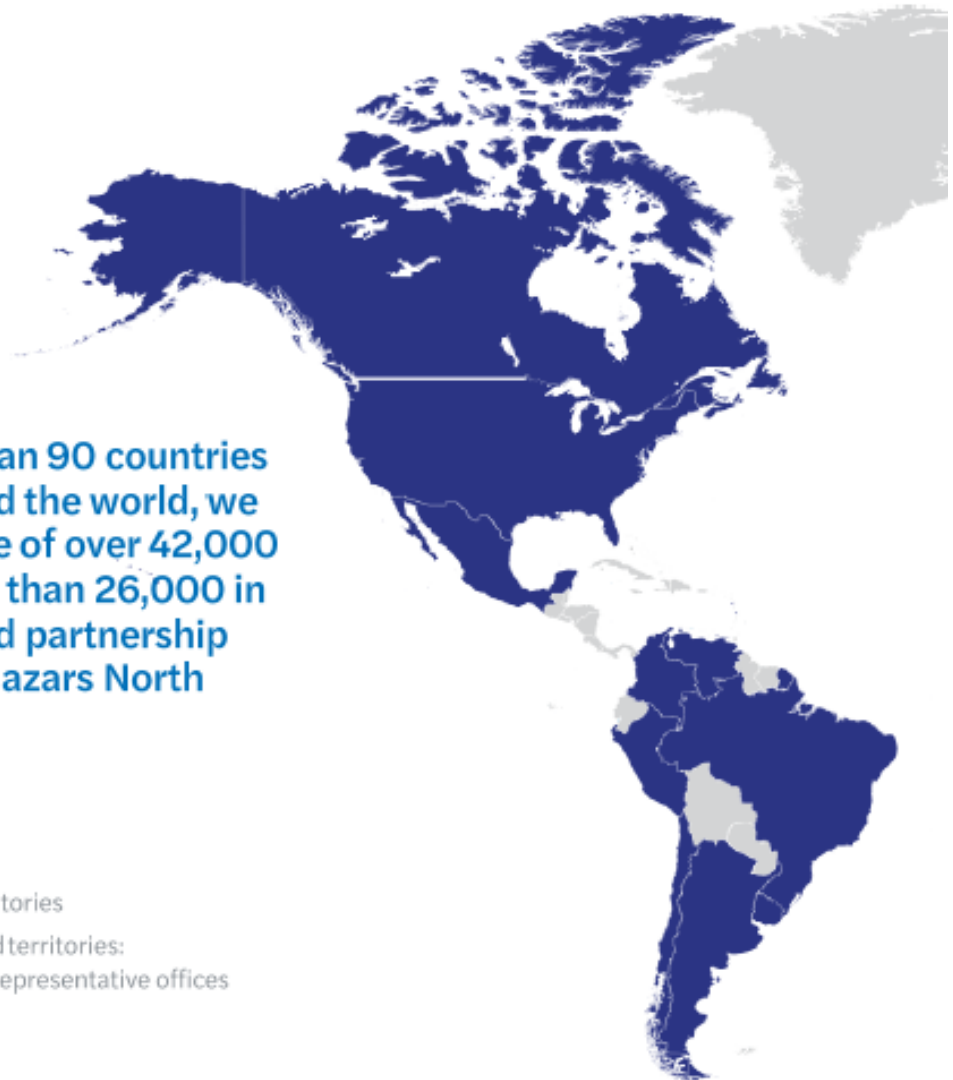 an 90 countries
d the world, we
e of over 42,000
than 26,000 in
d partnership
azars North
tories
d territories:
epresentative offices